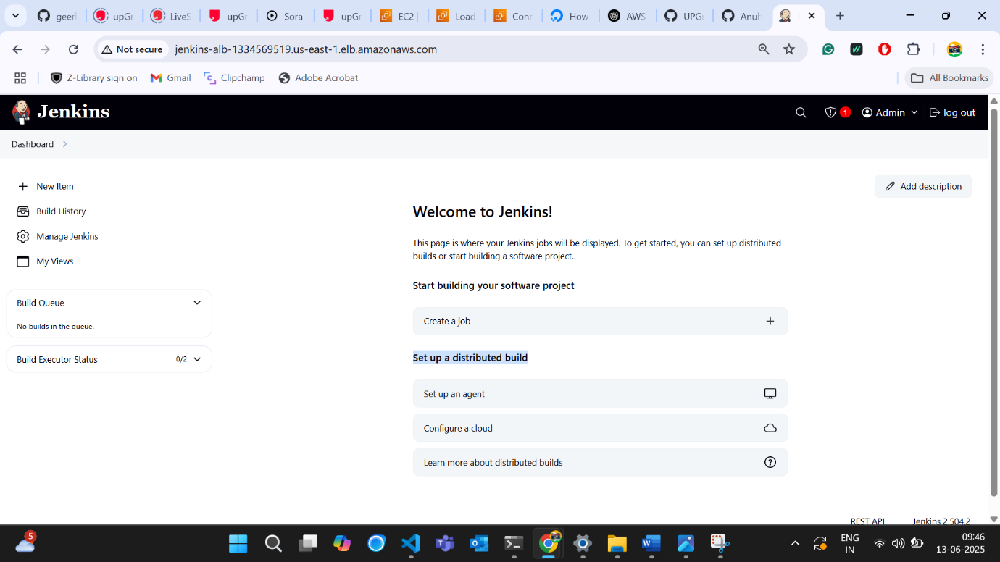 geerl
upGr
LiveS
upGr
Sora
upGr
EC2 |
Load
Conr
How
AWS
UPGr
Anuh
Not secure
jenkins-alb-1334569519.us-east-1.elb.amazonaws.com
Z-Library sign on
Gmail
Clipchamp
Adobe Acrobat
All Bookmarks
Jenkins
1
Admin
log out
Dashboard
New Item
Build History
Manage Jenkins
My Views
Build Queue
No builds in the queue.
Build Executor Status
0/2
Add description
Welcome to Jenkins!
This page is where your Jenkins jobs will be displayed. To get started, you can set up distributed
builds or start building a software project.
Start building your software project
Create a job
Set up a distributed build
Set up an agent
Configure a cloud
Learn more about distributed builds
REST API
Jenkins 2.504.2
5
ENG
IN
09:46
13-06-2025